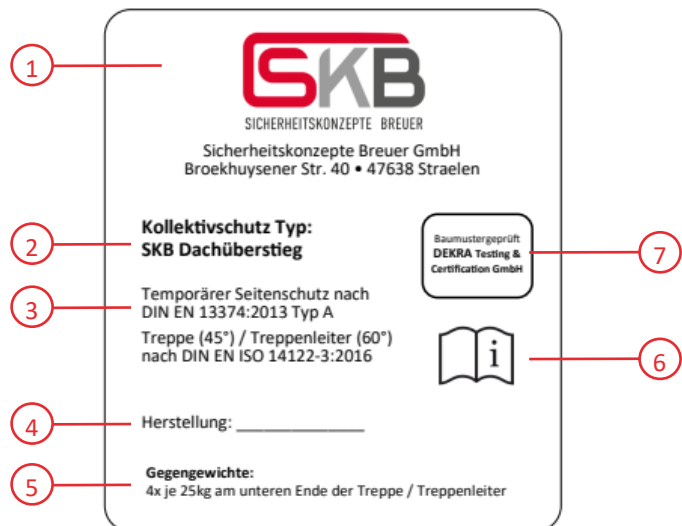 1
SKB
SICHERHEITSKONZEPTE BREUER
Sicherheitskonzepte Breuer GmbH
Broekhuysener Str. 40 • 47638 Straelen
2
Kollektivschutz Typ:
SKB Dachüberstieg
Baumustergeprüft
DEKRA Testing &
Certification GmbH
7
3
Temporärer Seitenschutz nach
DIN EN 13374:2013 Typ A
Treppe (45°) / Treppenleiter (60°)
nach DIN EN ISO 14122-3:2016
i
6
4
Herstellung: _______________
5
Gegengewichte:
4x je 25kg am unteren Ende der Treppe / Treppenleiter